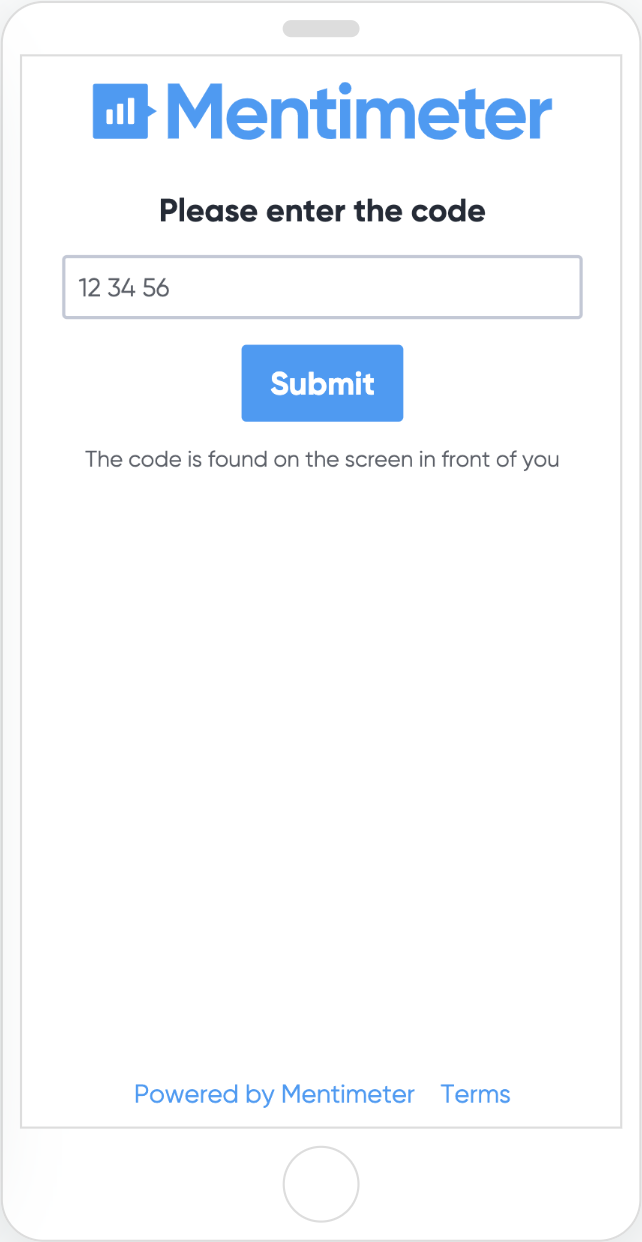 Mentimeter
Please enter the code
12 34 56
Submit
The code is found on the screen in front of you
Powered by Mentimeter Terms